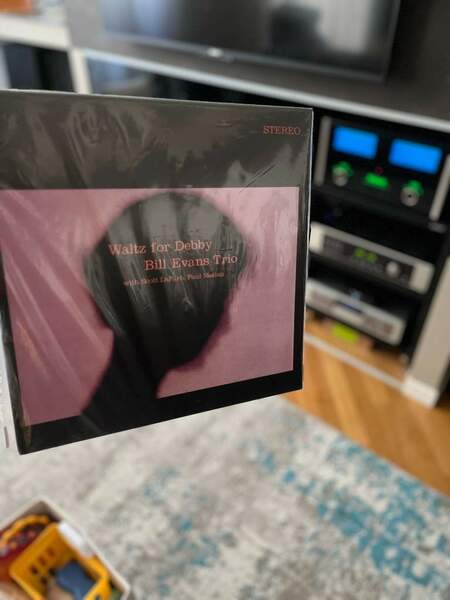 STEREO
Waltz for Debby
Bill Evans Trio
with Scott LaFaro, Paul Motian